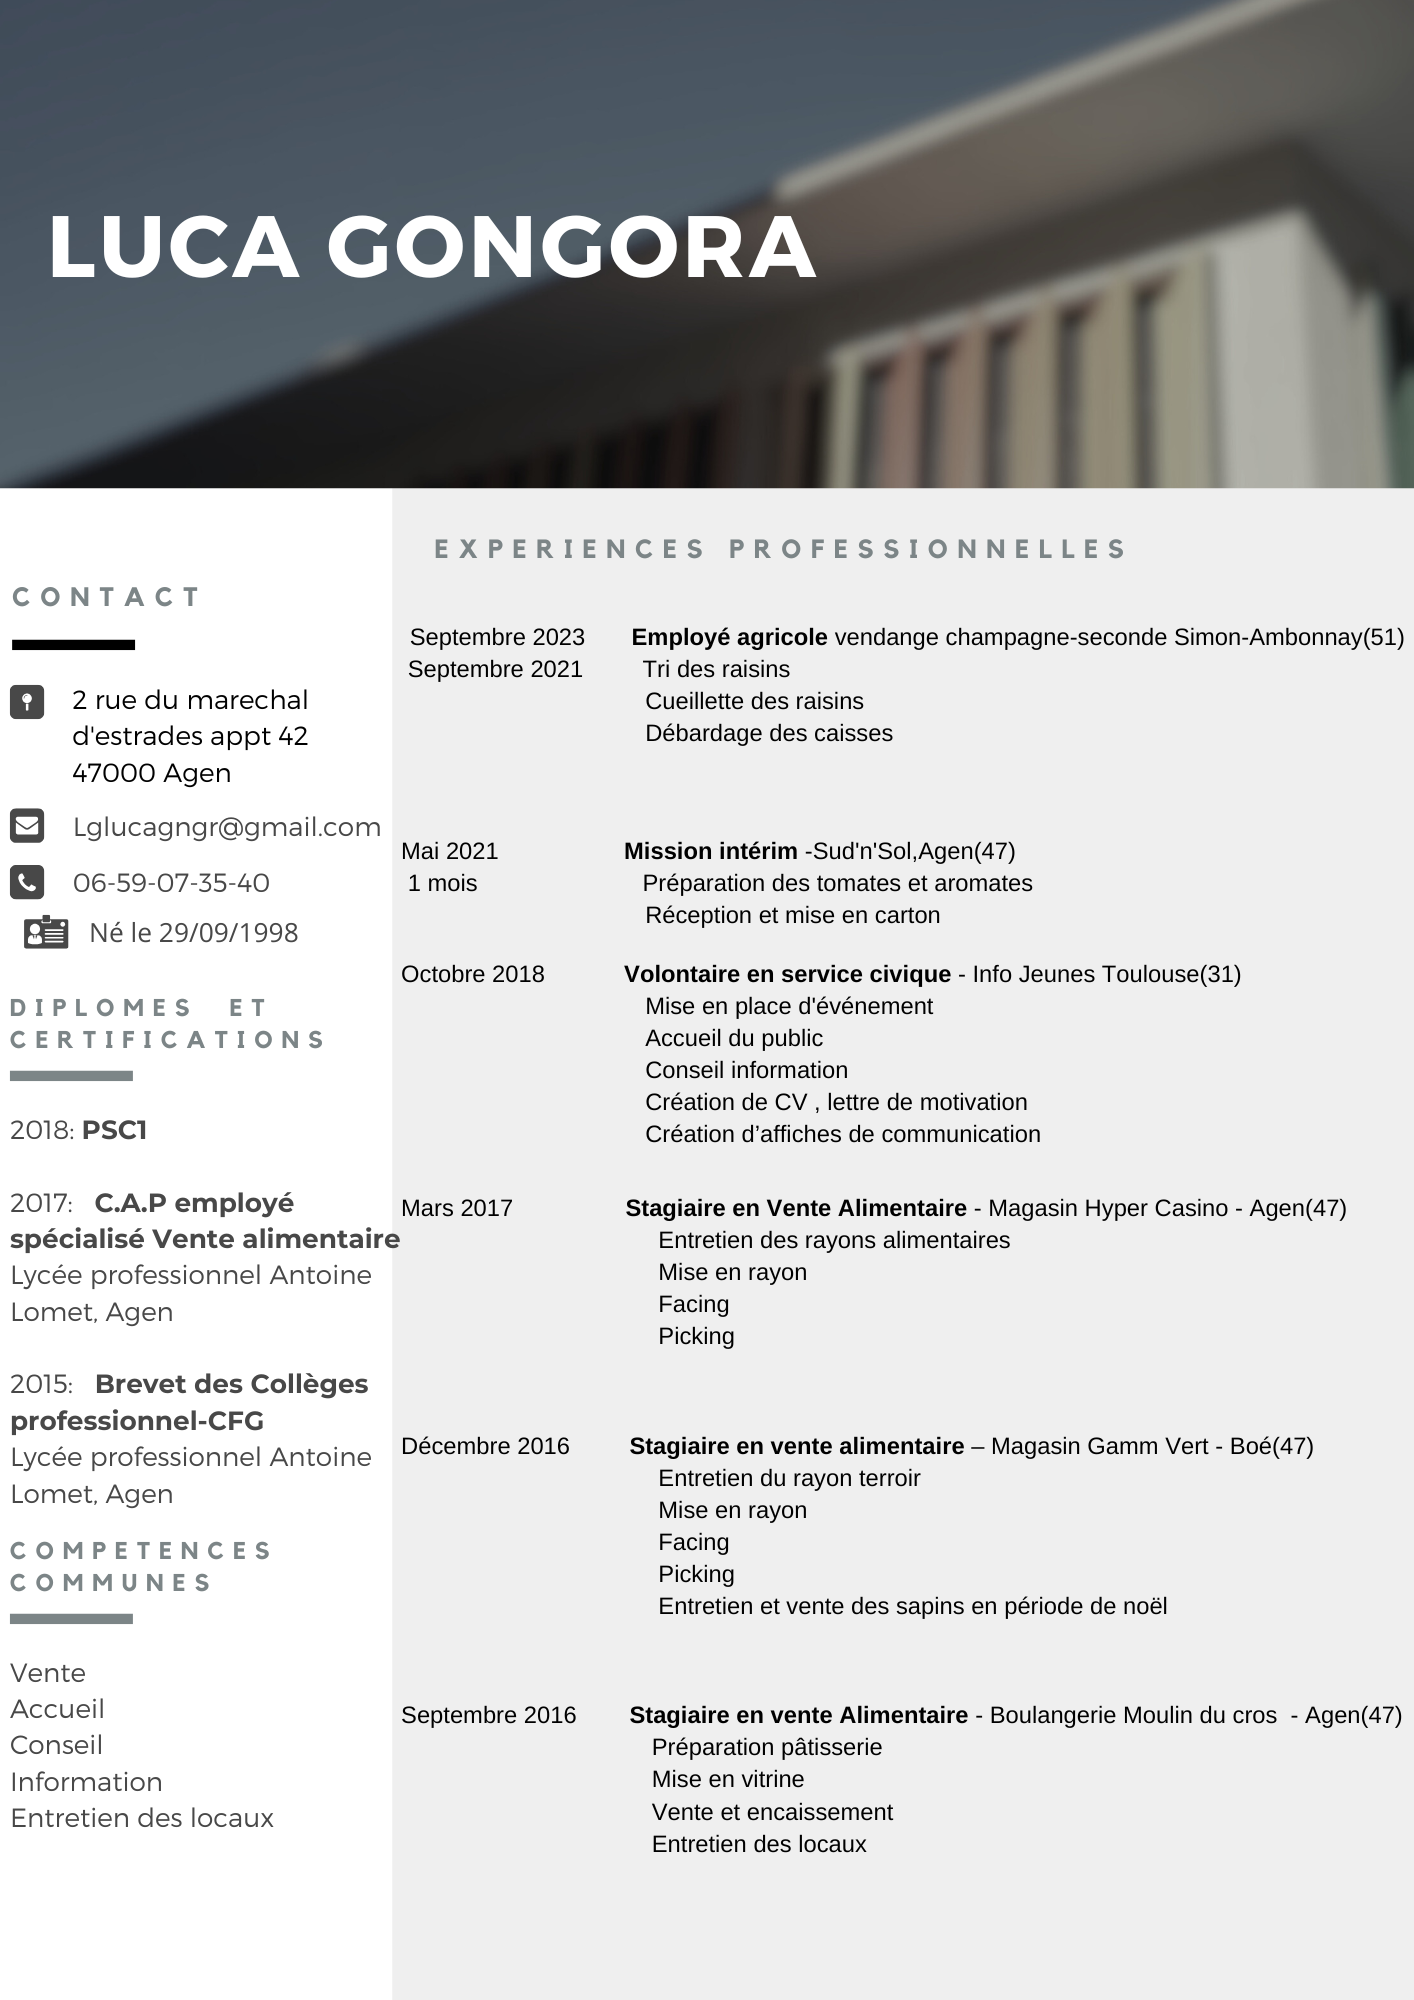 LUCA GONGORA
CONTACT
2 rue du marechal
d'estrades appt 42
47000 Agen
Lglucagngr@gmail.com
06-59-07-35-40
Né le 29/09/1998
DIPLOMES ET
CERTIFICATIONS
2018: PSC1
2017: C.A.P employé
spécialisé Vente alimentaire
Lycée professionnel Antoine
Lomet, Agen
2015: Brevet des Collèges
professionnel-CFG
Lycée professionnel Antoine
Lomet, Agen
COMPETENCES
COMMUNES
Vente
Accueil
Conseil
Information
Entretien des locaux
EXPERIENCES PROFESSIONNELLES
Septembre 2023 Employé agricole vendange champagne-seconde Simon-Ambonnay(51)
Septembre 2021 Tri des raisins
Cueillette des raisins
Débardage des caisses
Mai 2021 Mission intérim -Sud'n'Sol,Agen(47)
1 mois Préparation des tomates et aromates
Réception et mise en carton
Octobre 2018 Volontaire en service civique - Info Jeunes Toulouse(31)
Mise en place d'événement
Accueil du public
Conseil information
Création de CV , lettre de motivation
Création d’affiches de communication
Mars 2017 Stagiaire en Vente Alimentaire - Magasin Hyper Casino - Agen(47)
Entretien des rayons alimentaires
Mise en rayon
Facing
Picking
Décembre 2016 Stagiaire en vente alimentaire – Magasin Gamm Vert - Boé(47)
Entretien du rayon terroir
Mise en rayon
Facing
Picking
Entretien et vente des sapins en période de noël
Septembre 2016 Stagiaire en vente Alimentaire - Boulangerie Moulin du cros - Agen(47)
Préparation pâtisserie
Mise en vitrine
Vente et encaissement
Entretien des locaux